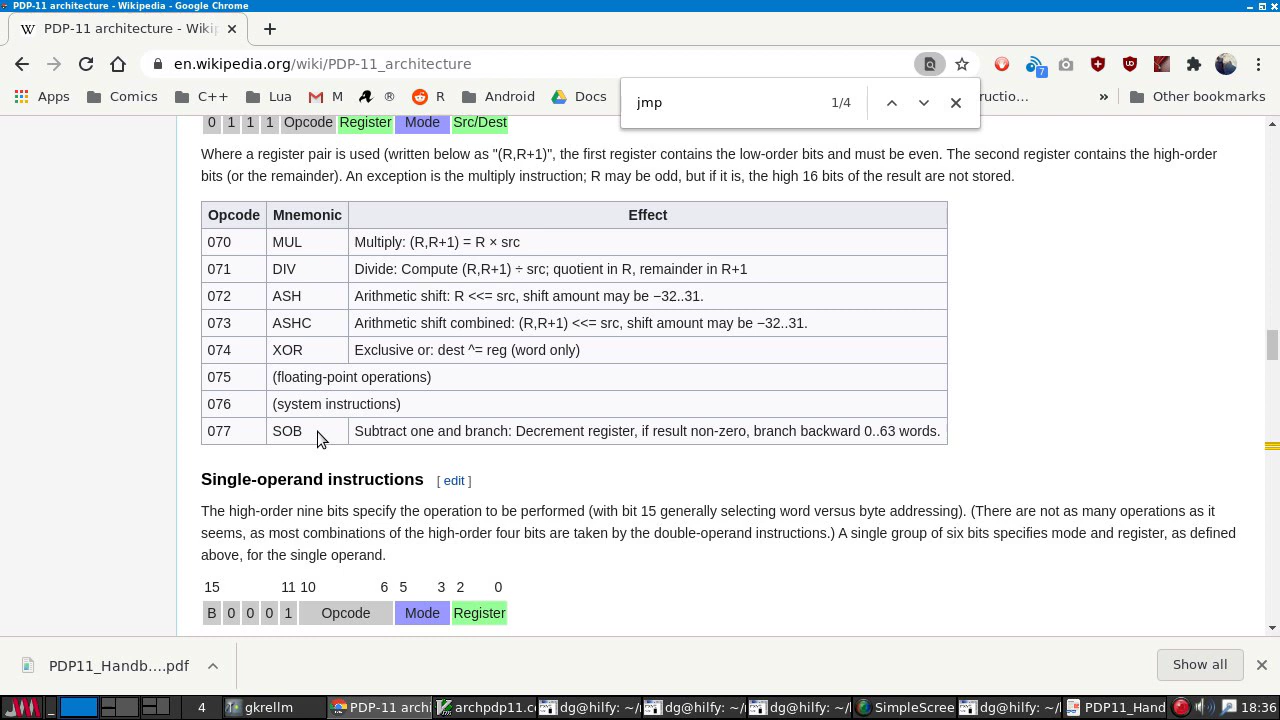 PDP-11 architecture - Wikipedia - Google Chrome
PDP-11 architecture - Wiki
en.wikipedia.org/wiki/PDP-11_architecture
7
Games
Comics
C++
Lua
M
R
Docs
ructio…
»
Other bookmarks
jmp
1/4
0 1 1 1 Opcode Register Mode Src/Dest
Where a register pair is used (written below as "(R,R+1)", the first register contains the low-order bits and must be even. The second register contains the high-order
bits (or the remainder). An exception is the multiply instruction; R may be odd, but if it is, the high 16 bits of the result are not stored.
Opcode Mnemonic Effect
070 MUL Multiply: (R,R+1) = R × src
071 DIV Divide: Compute (R,R+1) ÷ src; quotient in R, remainder in R+1
072 ASH Arithmetic shift: R <<= src, shift amount may be −32..31.
073 ASHC Arithmetic shift combined: (R,R+1) <<= src, shift amount may be −32..31.
074 XOR Exclusive or: dest ^= reg (word only)
075 (floating-point operations)
076 (system instructions)
077 SOB Subtract one and branch: Decrement register, if result non-zero, branch backward 0..63 words.
Single-operand instructions [ edit ]
The high-order nine bits specify the operation to be performed (with bit 15 generally selecting word versus byte addressing). (There are not as many operations as it
seems, as most combinations of the high-order four bits are taken by the double-operand instructions.) A single group of six bits specifies mode and register, as defined
above, for the single operand.
15 11 10 6 5 3 2 0
B 0 0 0 1 Opcode Mode Register
PDP11_Handb….pdf
Show all
4
gkrellm
PDP-11 archi
archpdp11.c
dg@hilfy: ~/
dg@hilfy: ~/
dg@hilfy: ~/
SimpleScree
dg@hilfy: ~/
PDP11_Hand
18:36